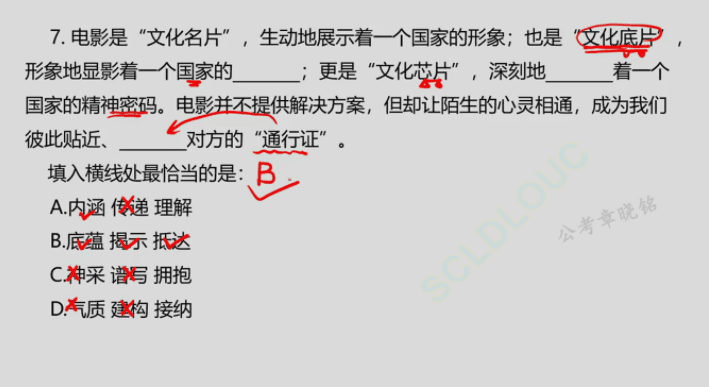 7. 电影是“文化名片”，生动地展示着一个国家的形象；也是“文化底片”，
形象地显影着一个国家的________；更是“文化芯片”，深刻地________着一个
国家的精神密码。电影并不提供解决方案，但却让陌生的心灵相通，成为我们
彼此贴近、________对方的“通行证”。
填入横线处最恰当的是：B
A.内涵 传递 理解
B.底蕴 揭示 抵达
C.神采 谱写 拥抱
D.气质 建构 接纳
SCLDLOUC
公考章晓铭